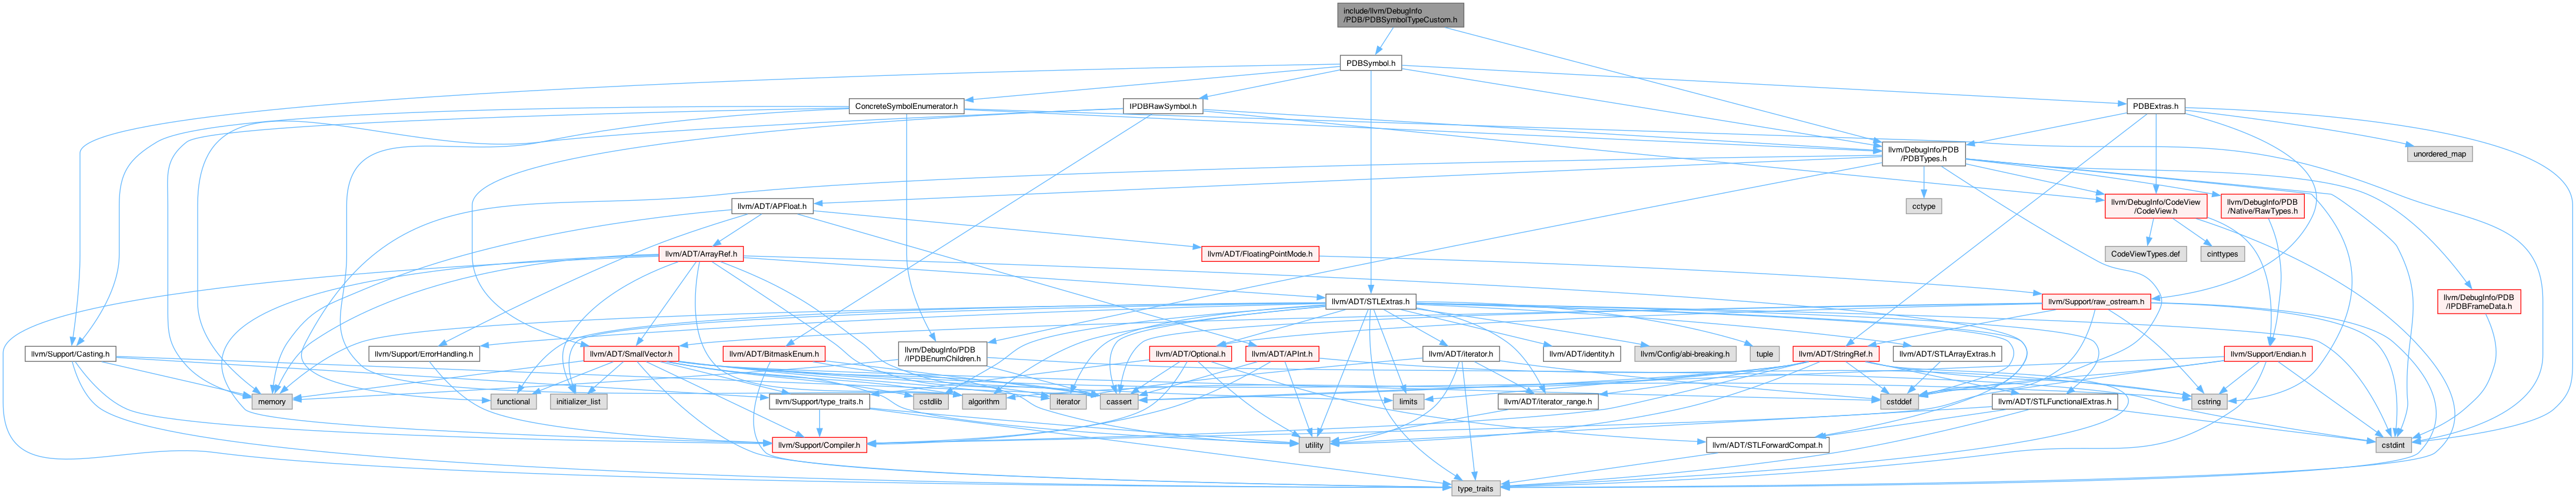 include/llvm/DebugInfo
/PDB/PDBSymbolTypeCustom.h
PDBSymbol.h
ConcreteSymbolEnumerator.h
IPDBRawSymbol.h
PDBExtras.h
llvm/DebugInfo/PDB
/PDBTypes.h
unordered_map
llvm/ADT/APFloat.h
cctype
llvm/DebugInfo/CodeView
/CodeView.h
llvm/DebugInfo/PDB
/Native/RawTypes.h
llvm/ADT/ArrayRef.h
llvm/ADT/FloatingPointMode.h
CodeViewTypes.def
cinttypes
llvm/ADT/STLExtras.h
llvm/Support/raw_ostream.h
llvm/DebugInfo/PDB
/IPDBFrameData.h
llvm/Support/Casting.h
llvm/Support/ErrorHandling.h
llvm/ADT/SmallVector.h
llvm/ADT/BitmaskEnum.h
llvm/DebugInfo/PDB
/IPDBEnumChildren.h
llvm/ADT/Optional.h
llvm/ADT/APInt.h
llvm/ADT/iterator.h
llvm/ADT/identity.h
llvm/Config/abi-breaking.h
tuple
llvm/ADT/StringRef.h
llvm/ADT/STLArrayExtras.h
llvm/Support/Endian.h
memory
functional
initializer_list
llvm/Support/type_traits.h
cstdlib
algorithm
iterator
cassert
limits
llvm/ADT/iterator_range.h
cstddef
llvm/ADT/STLFunctionalExtras.h
cstring
llvm/Support/Compiler.h
utility
llvm/ADT/STLForwardCompat.h
cstdint
type_traits